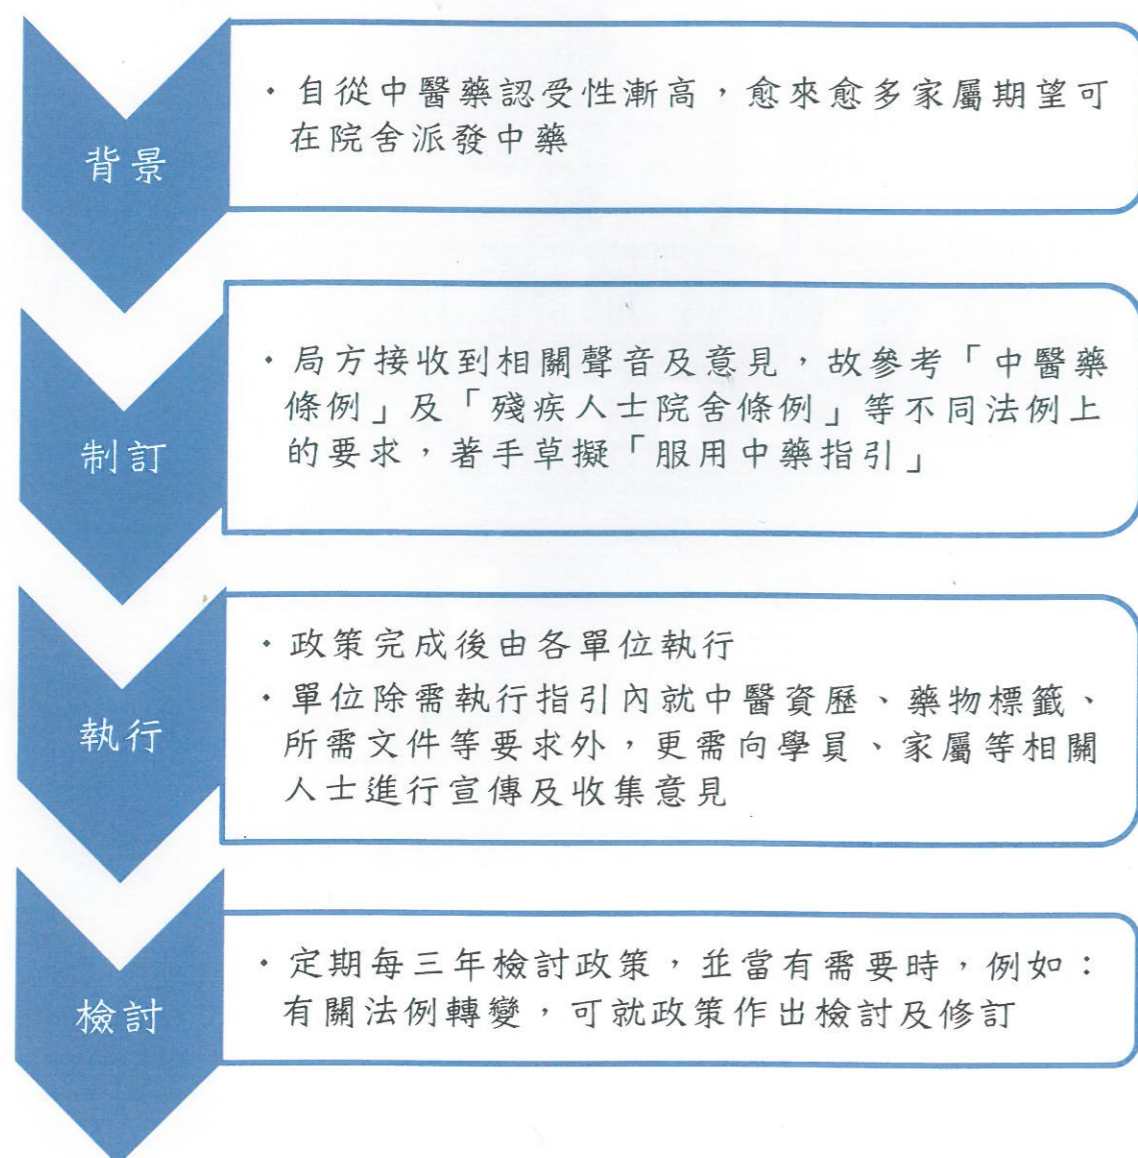 背景
・自從中醫藥認受性漸高，愈來愈多家屬期望可
在院舍派發中藥
制訂
・局方接收到相關聲音及意見，故參考「中醫藥
條例」及「殘疾人士院舍條例」等不同法例上
的要求，著手草擬「服用中藥指引」
執行
・政策完成後由各單位執行
・單位除需執行指引內就中醫資歷、藥物標籤、
所需文件等要求外，更需向學員、家屬等相關
人士進行宣傳及收集意見
檢討
・定期每三年檢討政策，並當有需要時，例如：
有關法例轉變，可就政策作出檢討及修訂